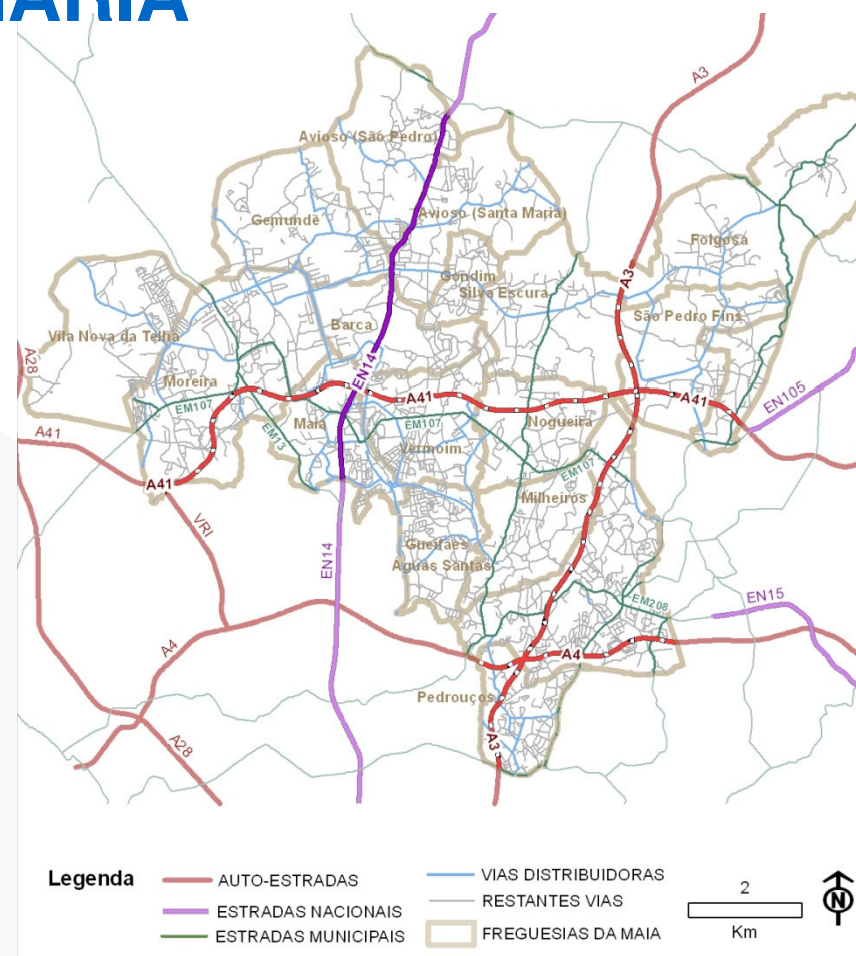 A3
Avioso (São Pedro)
Gemunde
Avioso (Santa Maria)
Folgosa
Gondim
Silva Escura
A3
São Pedro Fins
Vila Nova da Telha
Barca
A28
Moreira
EN14
A41
A41
EN105
EM107
EM13
Maia
EM107
Nogueira
A41
Vermoim
EM107
A41
Milheiros
VRI
EN14
Gueifães
Águas Santas
EM208
EN15
A4
A4
Pedrouços
A28
A3
Legenda
AUTO-ESTRADAS
ESTRADAS NACIONAIS
ESTRADAS MUNICIPAIS
VIAS DISTRIBUIDORAS
RESTANTES VIAS
FREGUESIAS DA MAIA
2
Km
N